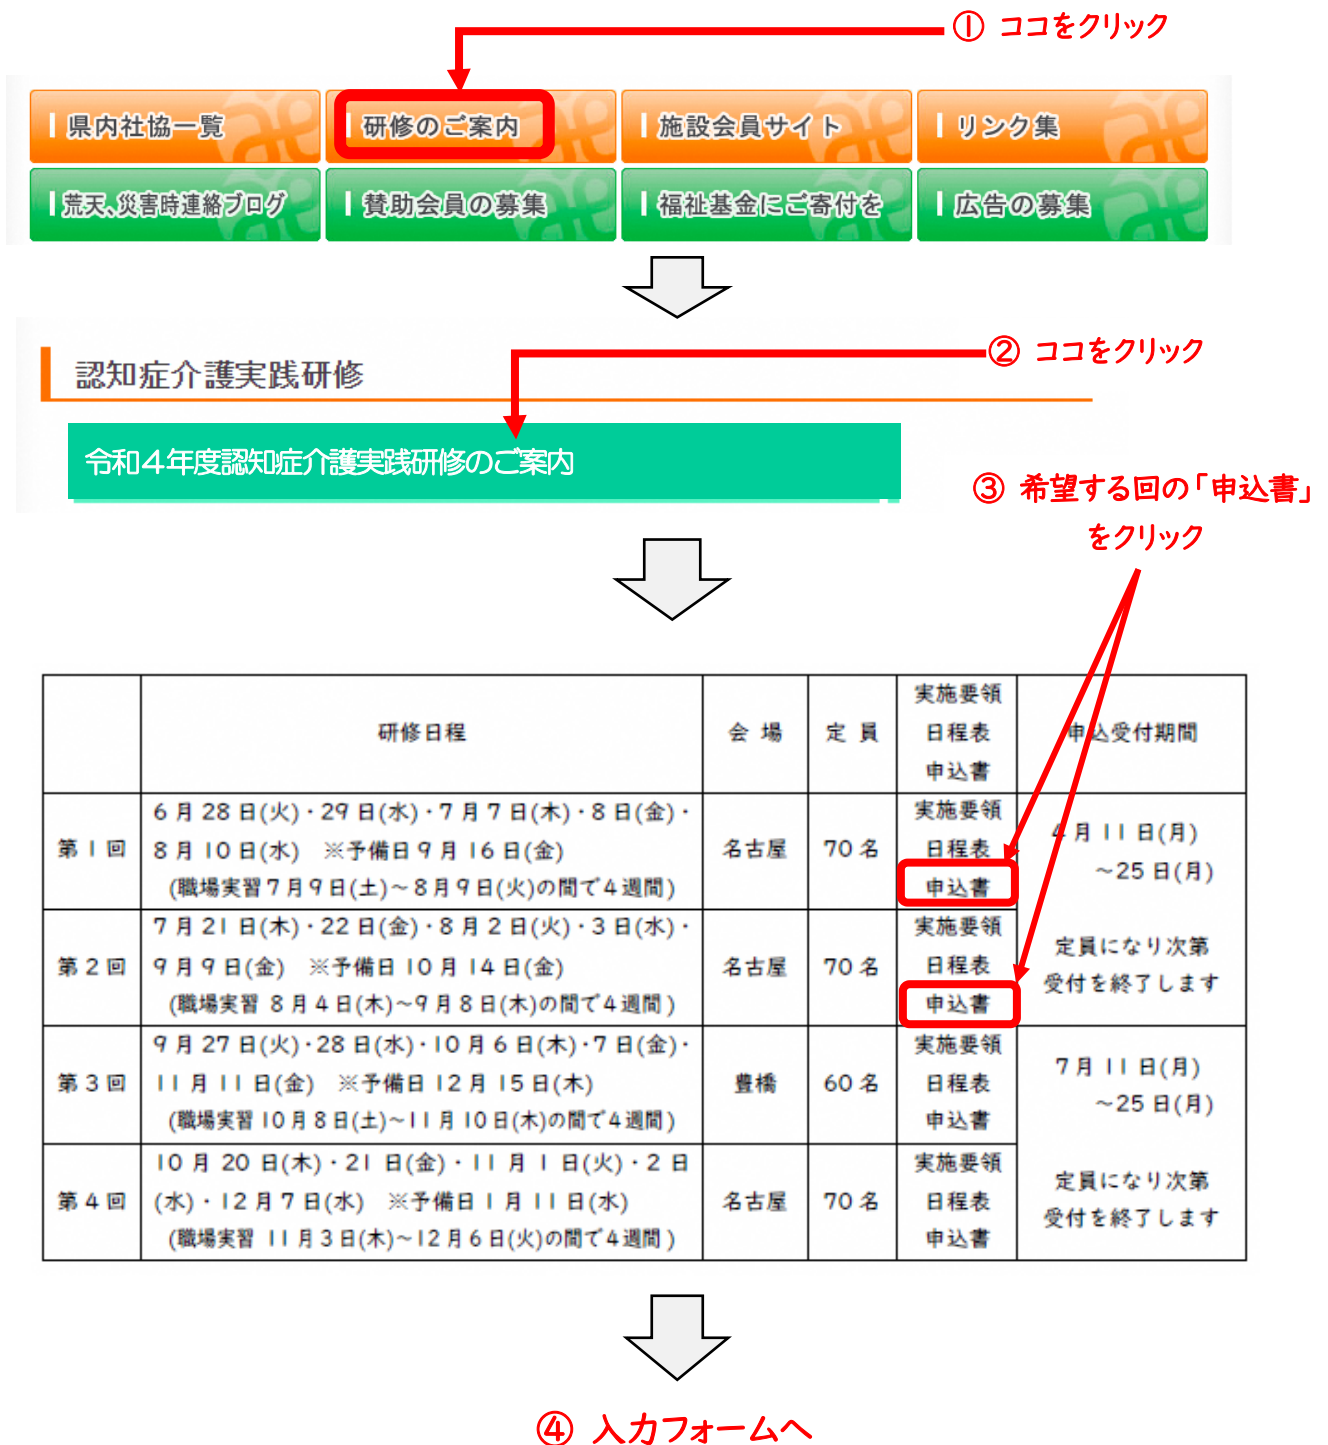 ① ココをクリック
県内社協一覧
研修のご案内
施設会員サイト
リンク集
荒天、災害時連絡ブログ
賛助会員の募集
福祉基金にご寄付を
広告の募集
② ココをクリック
認知症介護実践研修
令和4年度認知症介護実践研修のご案内
③ 希望する回の「申込書」
をクリック
研修日程
会 場
定 員
実施要領
日程表
申込書
申込受付期間
第1回
6月28日(火)・29日(水)・7月7日(木)・8日(金)・
8月10日(水) ※予備日9月16日(金)
(職場実習7月9日(土)~8月9日(火)の間で4週間)
名古屋
70名
実施要領
日程表
申込書
4月11日(月)
~25日(月)
定員になり次第
受付を終了します
第2回
7月21日(木)・22日(金)・8月2日(火)・3日(水)・
9月9日(金) ※予備日10月14日(金)
(職場実習 8月4日(木)~9月8日(木)の間で4週間)
名古屋
70名
実施要領
日程表
申込書
第3回
9月27日(火)・28日(水)・10月6日(木)・7日(金)・
11月11日(金) ※予備日12月15日(木)
(職場実習10月8日(土)~11月10日(木)の間で4週間)
豊橋
60名
実施要領
日程表
申込書
7月11日(月)
~25日(月)
定員になり次第
受付を終了します
第4回
10月20日(木)・21日(金)・11月1日(火)・2日
(水)・12月7日(水) ※予備日1月11日(水)
(職場実習 11月3日(木)~12月6日(火)の間で4週間)
名古屋
70名
実施要領
日程表
申込書
④ 入力フォームへ